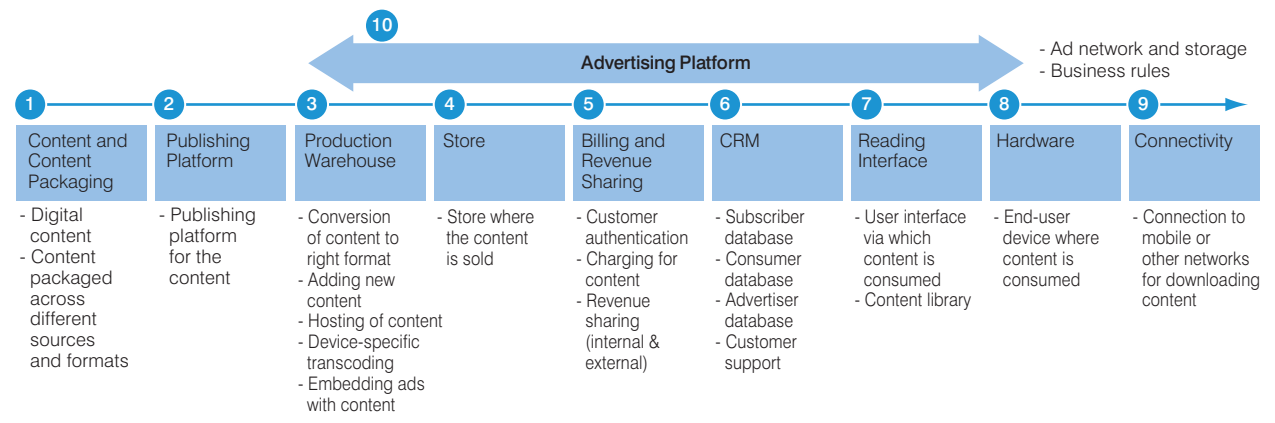 10
Advertising Platform
- Ad network and storage
- Business rules
1
2
3
4
5
6
7
8
9
Content and
Content
Packaging
Publishing
Platform
Production
Warehouse
Store
Billing and
Revenue
Sharing
CRM
Reading
Interface
Hardware
Connectivity
- Digital
content
- Content
packaged
across
different
sources
and formats
- Publishing
platform
for the
content
- Conversion
of content to
right format
- Adding new
content
- Hosting of content
- Device-specific
transcoding
- Embedding ads
with content
- Store where
the content
is sold
- Customer
authentication
- Charging for
content
- Revenue
sharing
(internal &
external)
- Subscriber
database
- Consumer
database
- Advertiser
database
- Customer
support
- User interface
via which
content is
consumed
- Content library
- End-user
device where
content is
consumed
- Connection to
mobile or
other networks
for downloading
content